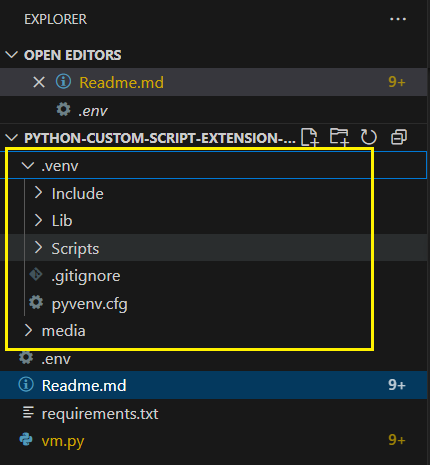 EXPLORER ...
OPEN EDITORS
Readme.md 9+
.env
PYTHON-CUSTOM-SCRIPT-EXTENSION-...
.venv
Include
Lib
Scripts
.gitignore
pyvenv.cfg
media
.env
Readme.md 9+
requirements.txt
vm.py 9+